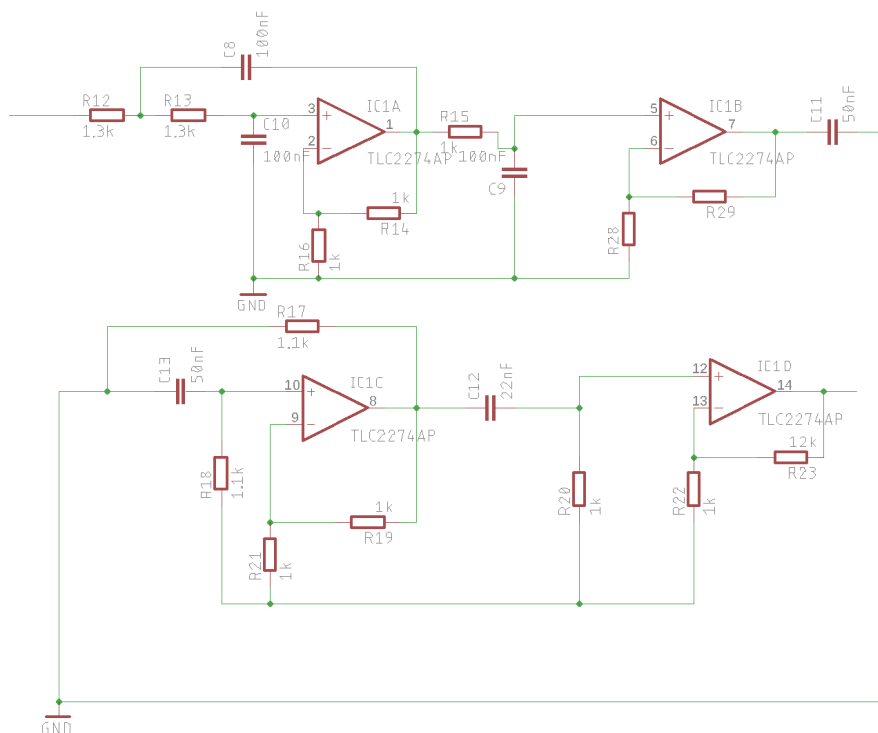 C8
100nF
R12
1.3k
R13
1.3k
C10
100nF
3
2
1
IC1A
TLC2274AP
R14
1k
R16
1k
GND
R15
1k
100nF
C9
5
6
7
IC1B
TLC2274AP
R28
R29
C11
50nF
R17
1.1k
C13
50nF
10
9
8
IC1C
TLC2274AP
R18
1.1k
1k
R19
R21
1k
C12
22nF
R20
1k
12
13
14
IC1D
TLC2274AP
12k
R23
R22
1k
GND